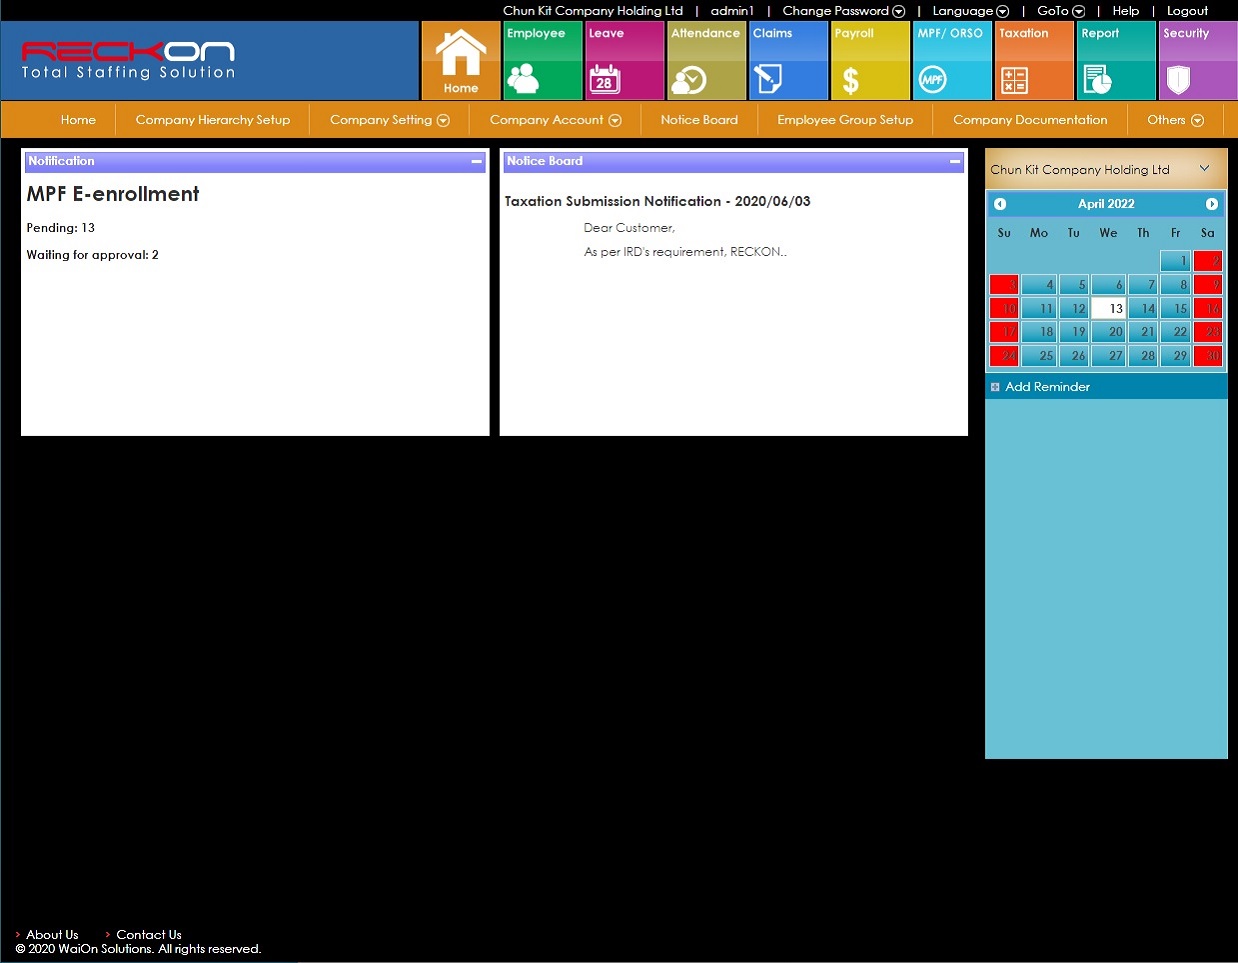 Chun Kit Company Holding Ltd | admin1 | Change Password | Language | GoTo | Help | Logout
RECKON
Total Staffing Solution
Home
Employee
Leave
28
Attendance
Claims
Payroll
$
MPF/ ORSO
MPF
Taxation
Report
Security
Home Company Hierarchy Setup Company Setting Company Account Notice Board Employee Group Setup Company Documentation Others
Notification
MPF E-enrollment
Pending: 13
Waiting for approval: 2
Notice Board
Taxation Submission Notification - 2020/06/03
Dear Customer,
As per IRD's requirement, RECKON..
Chun Kit Company Holding Ltd
April 2022
Su Mo Tu We Th Fr Sa
1 2
3 4 5 6 7 8 9
10 11 12 13 14 15 16
17 18 19 20 21 22 23
24 25 26 27 28 29 30
Add Reminder
About Us Contact Us
© 2020 WaiOn Solutions. All rights reserved.